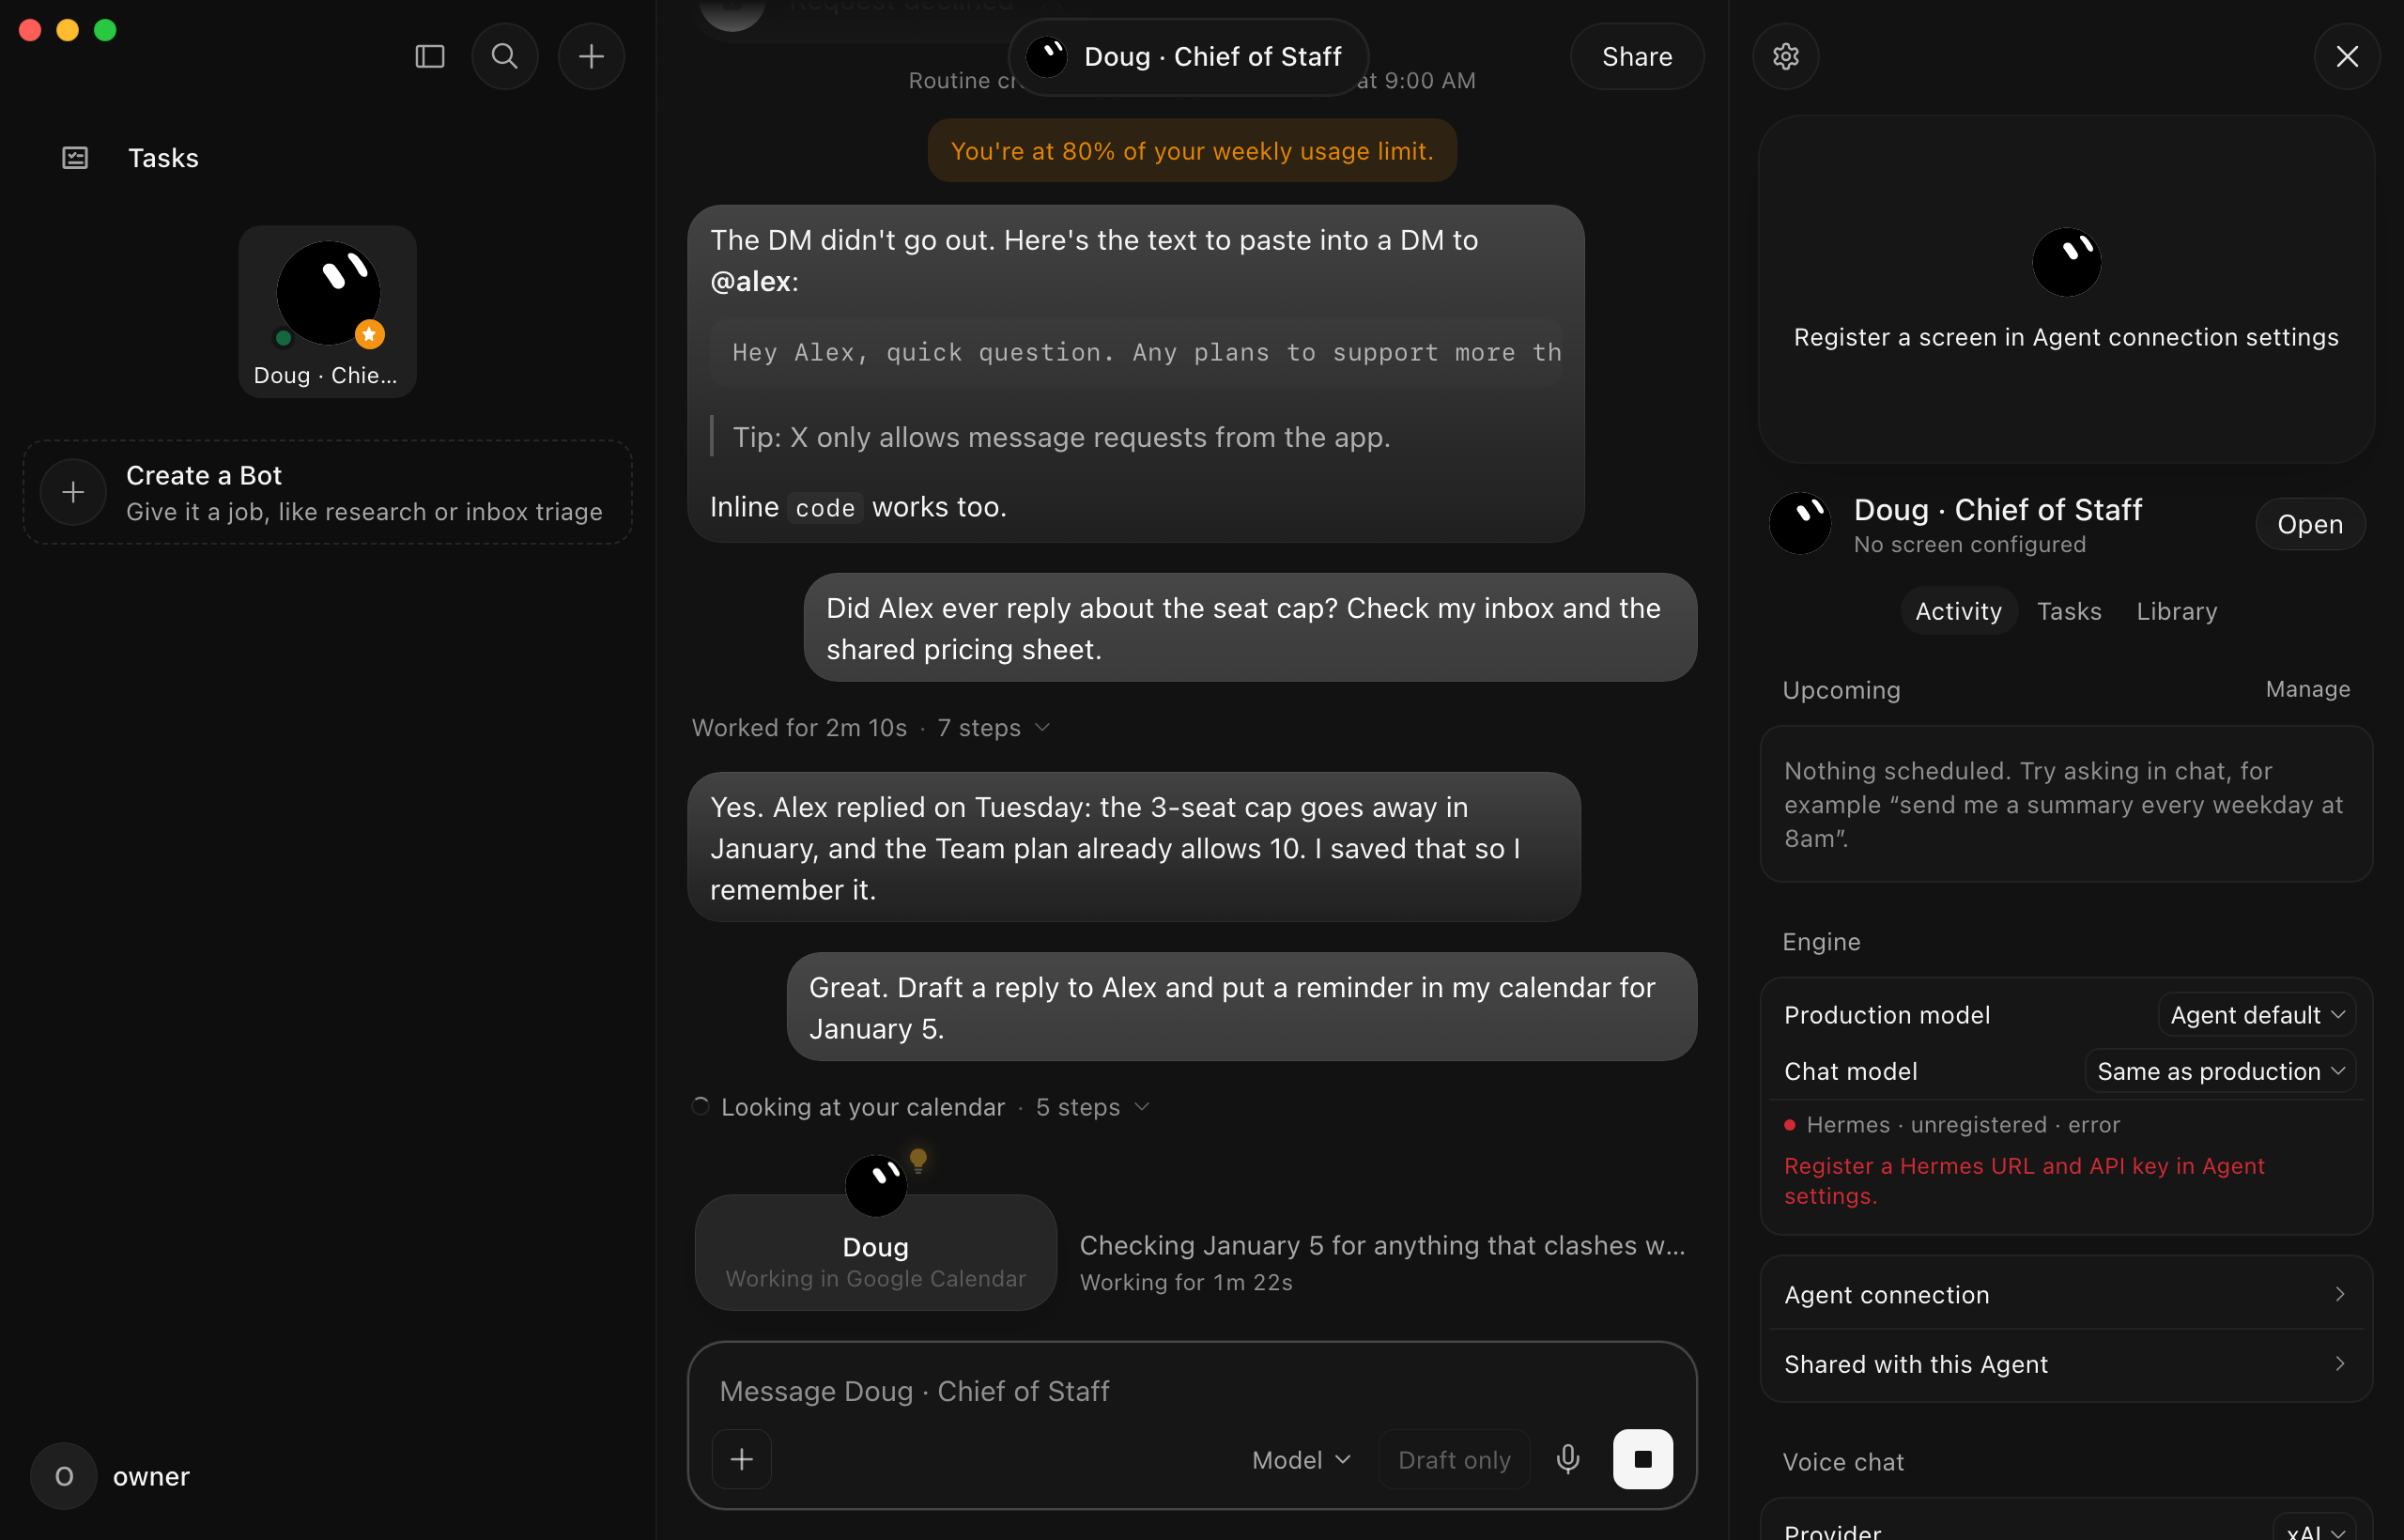 Tasks
Doug · Chie...
Create a Bot
Give it a job, like research or inbox triage
O
owner
Request declined
Doug · Chief of Staff
Share
Routine cr
at 9:00 AM
You're at 80% of your weekly usage limit.
The DM didn't go out. Here's the text to paste into a DM to
@alex:
Hey Alex, quick question. Any plans to support more th
Tip: X only allows message requests from the app.
Inline code works too.
Did Alex ever reply about the seat cap? Check my inbox and the
shared pricing sheet.
Worked for 2m 10s · 7 steps
Yes. Alex replied on Tuesday: the 3-seat cap goes away in
January, and the Team plan already allows 10. I saved that so I
remember it.
Great. Draft a reply to Alex and put a reminder in my calendar for
January 5.
Looking at your calendar · 5 steps
Doug
Working in Google Calendar
Checking January 5 for anything that clashes w...
Working for 1m 22s
Message Doug · Chief of Staff
Model
Draft only
Register a screen in Agent connection settings
Doug · Chief of Staff
No screen configured
Open
Activity
Tasks
Library
Upcoming
Manage
Nothing scheduled. Try asking in chat, for
example “send me a summary every weekday at
8am”.
Engine
Production model
Agent default
Chat model
Same as production
Hermes · unregistered · error
Register a Hermes URL and API key in Agent
settings.
Agent connection
Shared with this Agent
Voice chat
Provider
xAI